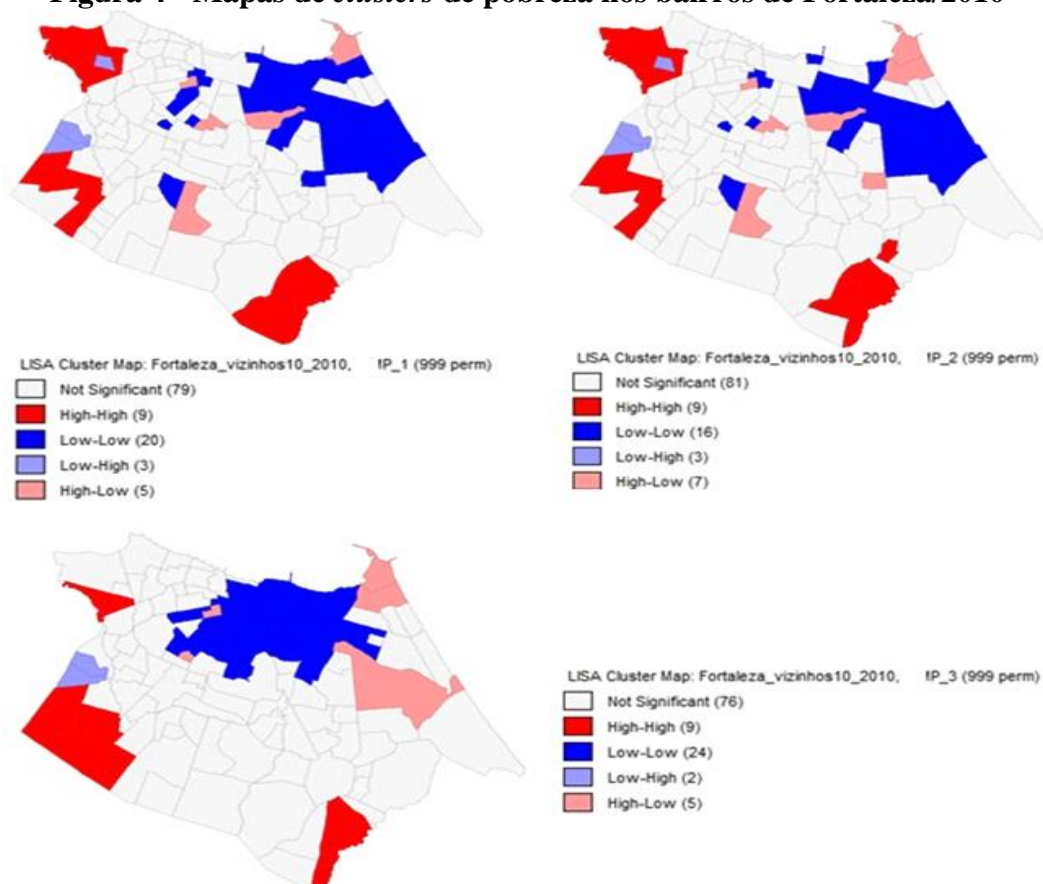 Figura 4 - Mapas de clusters de pobreza nos bairros de Fortaleza/2010
LISA Cluster Map: Fortaleza_vizinhos10_2010, IP_1 (999 perm)
Not Significant (79)
High-High (9)
Low-Low (20)
Low-High (3)
High-Low (5)
LISA Cluster Map: Fortaleza_vizinhos10_2010, IP_2 (999 perm)
Not Significant (81)
High-High (9)
Low-Low (16)
Low-High (3)
High-Low (7)
LISA Cluster Map: Fortaleza_vizinhos10_2010, IP_3 (999 perm)
Not Significant (76)
High-High (9)
Low-Low (24)
Low-High (2)
High-Low (5)